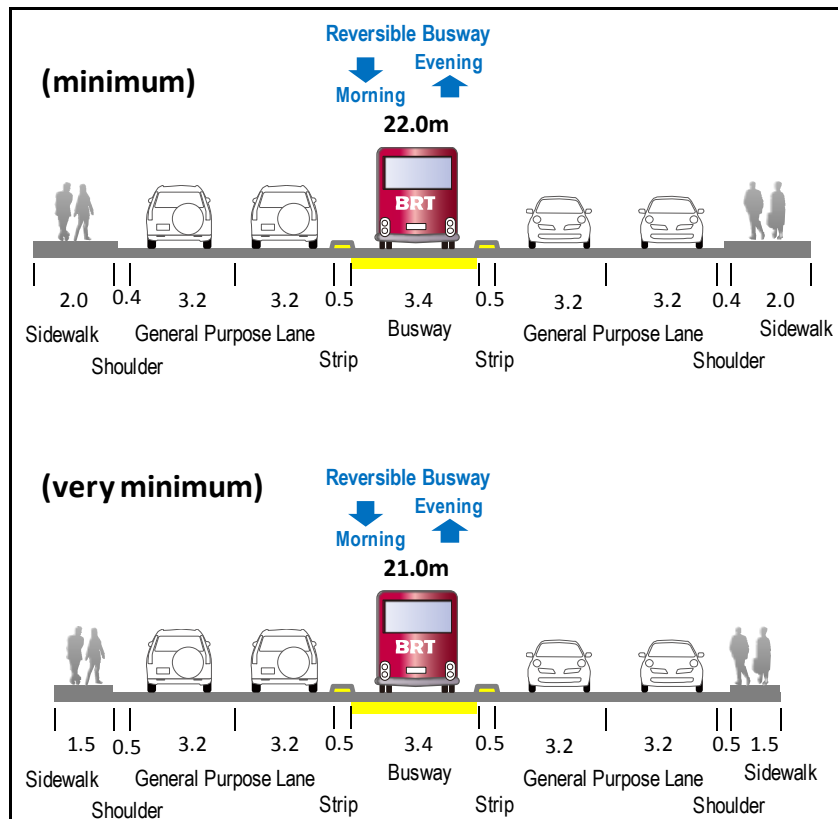 Reversible Busway
Evening
(minimum)
Morning
22.0m
BRT
2.0 0.4 3.2 3.2 0.5 3.4 0.5 3.2 3.2 0.4 2.0
Sidewalk General Purpose Lane Busway General Purpose Lane Sidewalk
Shoulder Strip Strip Shoulder
Reversible Busway
(very minimum)
Evening
Morning
21.0m
BRT
1.5 0.5 3.2 3.2 0.5 3.4 0.5 3.2 3.2 0.5 1.5
Sidewalk General Purpose Lane Busway General Purpose Lane Sidewalk
Shoulder Strip Strip Shoulder